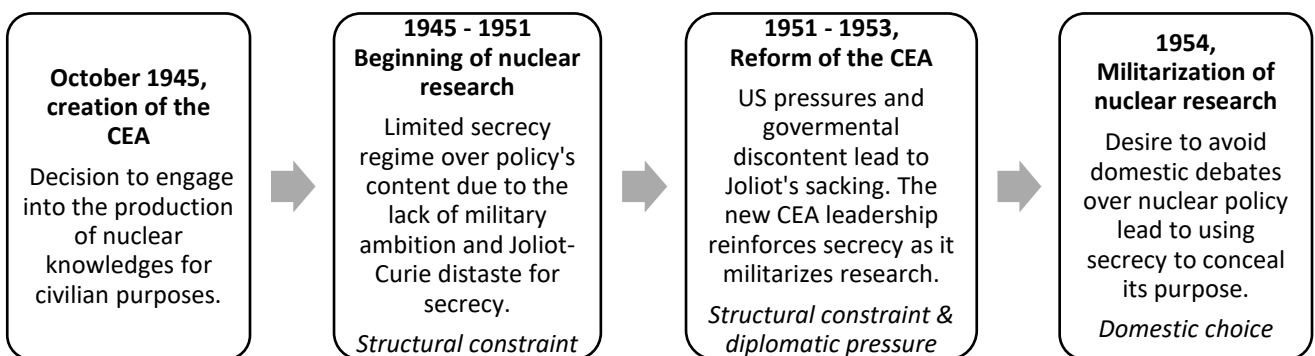 October 1945,
creation of the
CEA
Decision to engage
into the production
of nuclear
knowledges for
civilian purposes.
1945 - 1951
Beginning of nuclear
research
Limited secrecy
regime over policy's
content due to the
lack of military
ambition and Joliot-
Curie distaste for
secrecy.
Structural constraint
1951 - 1953,
Reform of the CEA
US pressures and
govermental
discontent lead to
Joliot's sacking. The
new CEA leadership
reinforces secrecy as it
militarizes research.
Structural constraint &
diplomatic pressure
1954,
Militarization of
nuclear research
Desire to avoid
domestic debates
over nuclear policy
lead to using
secrecy to conceal
its purpose.
Domestic choice